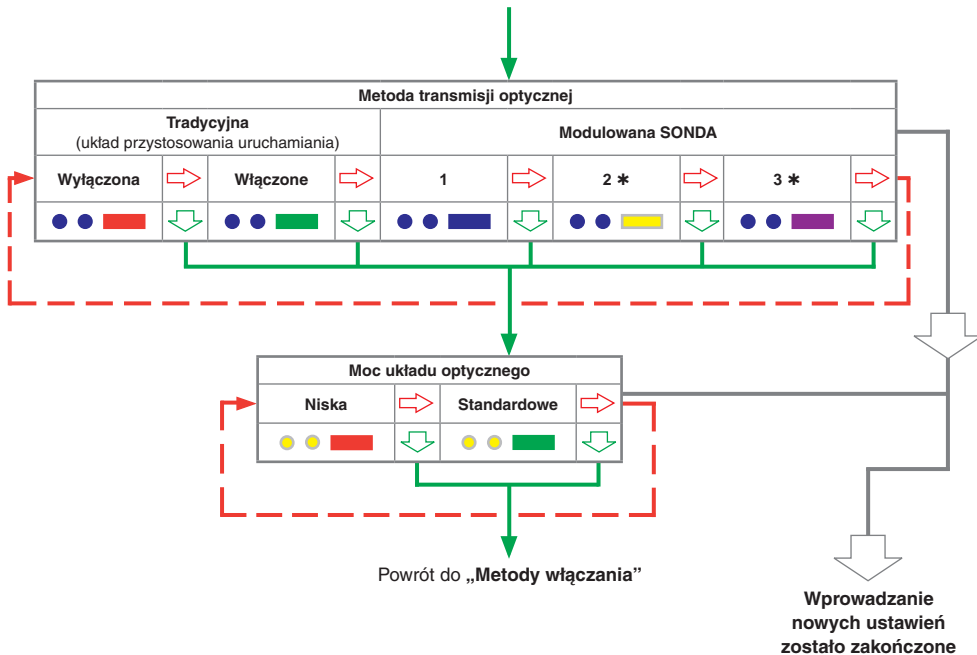 Metoda transmisji optycznej
Tradycyjna
(układ przystosowania uruchamiania)
Modulowana SONDA
Wyłączona
Włączone
1
2 *
3 *
Moc układu optycznego
Niska
Standardowe
Powrót do „Metody włączania”
Wprowadzanie
nowych ustawień
zostało zakończone